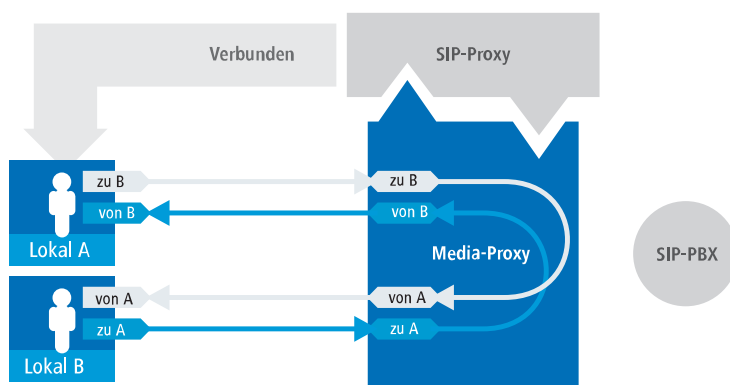 Verbunden
SIP-Proxy
zu B
zu B
von B
von B
Lokal A
Media-Proxy
SIP-PBX
von A
von A
zu A
zu A
Lokal B